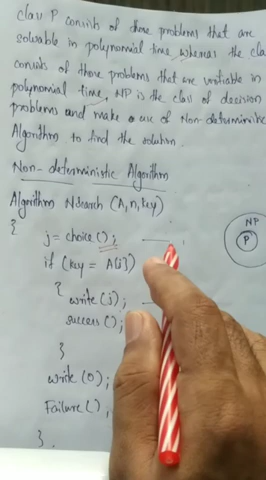 class P consists of those problems that are
solvable in polynomial time, whereas the cla
consists of those problems that are verifiable in
polynomial time. NP is the class of decision
problems and make a use of Non-deterministic
Algorithm to find the solution.
Non-deterministic Algorithm
Algorithm NDsearch (A, n, key)
{
j = choice();
if (key = A[j])
{
write (j);
success();
}
write (0);
Failure(),
}.
NP
P